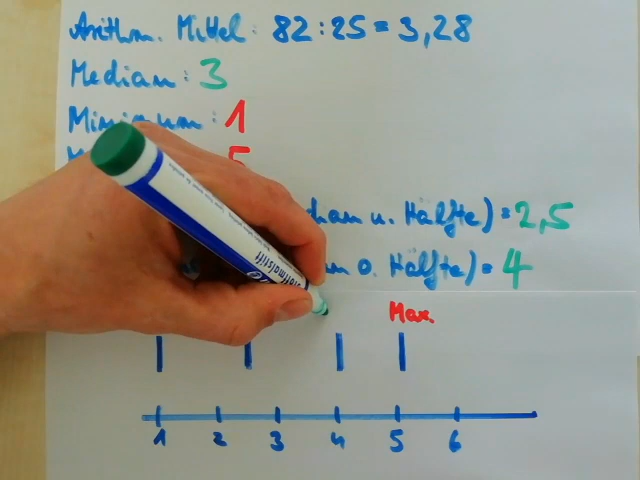 Arithm. Mittel: 82:25=3,28
Median: 3
Minimum: 1
5
u. Hälfte)=2,5
o. Hälfte)=4
Max.
1 2 3 4 5 6